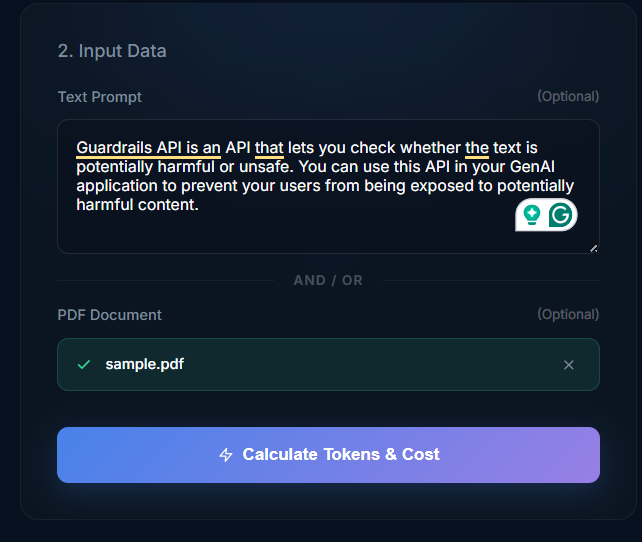 2. Input Data
Text Prompt (Optional)
Guardrails API is an API that lets you check whether the text is
potentially harmful or unsafe. You can use this API in your GenAI
application to prevent your users from being exposed to potentially
harmful content.
AND / OR
PDF Document (Optional)
sample.pdf
Calculate Tokens & Cost